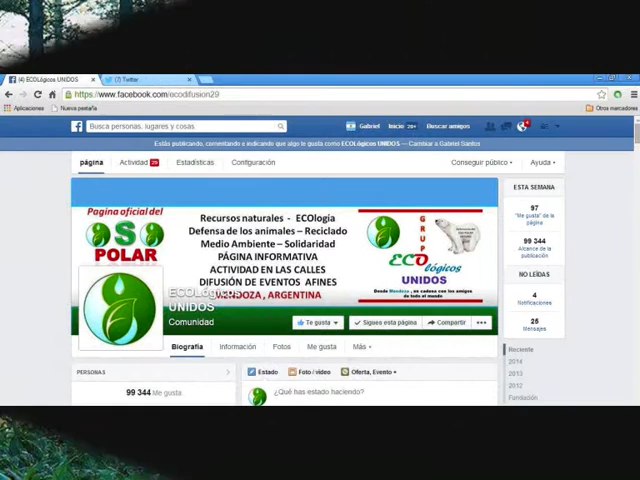 (4) ECOLógicos UNIDOS
(7) Twitter
https://www.facebook.com/ecodifusion29
Aplicaciones
Nueva pestaña
Otros marcadores
Busca personas, lugares y cosas
Gabriel
Inicio 20+
Buscar amigos
Estás publicando, comentando e indicando que algo te gusta como ECOLógicos UNIDOS — Cambiar a Gabriel Santos
página
Actividad 29
Estadísticas
Configuración
Conseguir público
Ayuda
Pagina oficial del
SOS
POLAR
Recursos naturales - ECOlogia
Defensa de los animales – Reciclado
Medio Ambiente – Solidaridad
PÁGINA INFORMATIVA
ACTIVIDAD EN LAS CALLES
DIFUSIÓN DE EVENTOS AFINES
MENDOZA, ARGENTINA
GRUPO
ECOlógicos
UNIDOS
Desde Mendoza, en cadena con los amigos
de todo el mundo
ECOLógicos
UNIDOS
Comunidad
Te gusta
Sigues esta página
Compartir
Biografía
Información
Fotos
Me gusta
Más
PERSONAS
99 344 Me gusta
Estado
Foto / vídeo
Oferta, Evento +
¿Qué has estado haciendo?
ESTA SEMANA
97
"Me gusta" de la
página
99 344
Alcance de la
publicación
NO LEÍDAS
4
Notificaciones
25
Mensajes
Reciente
2014
2013
2012
Fundación